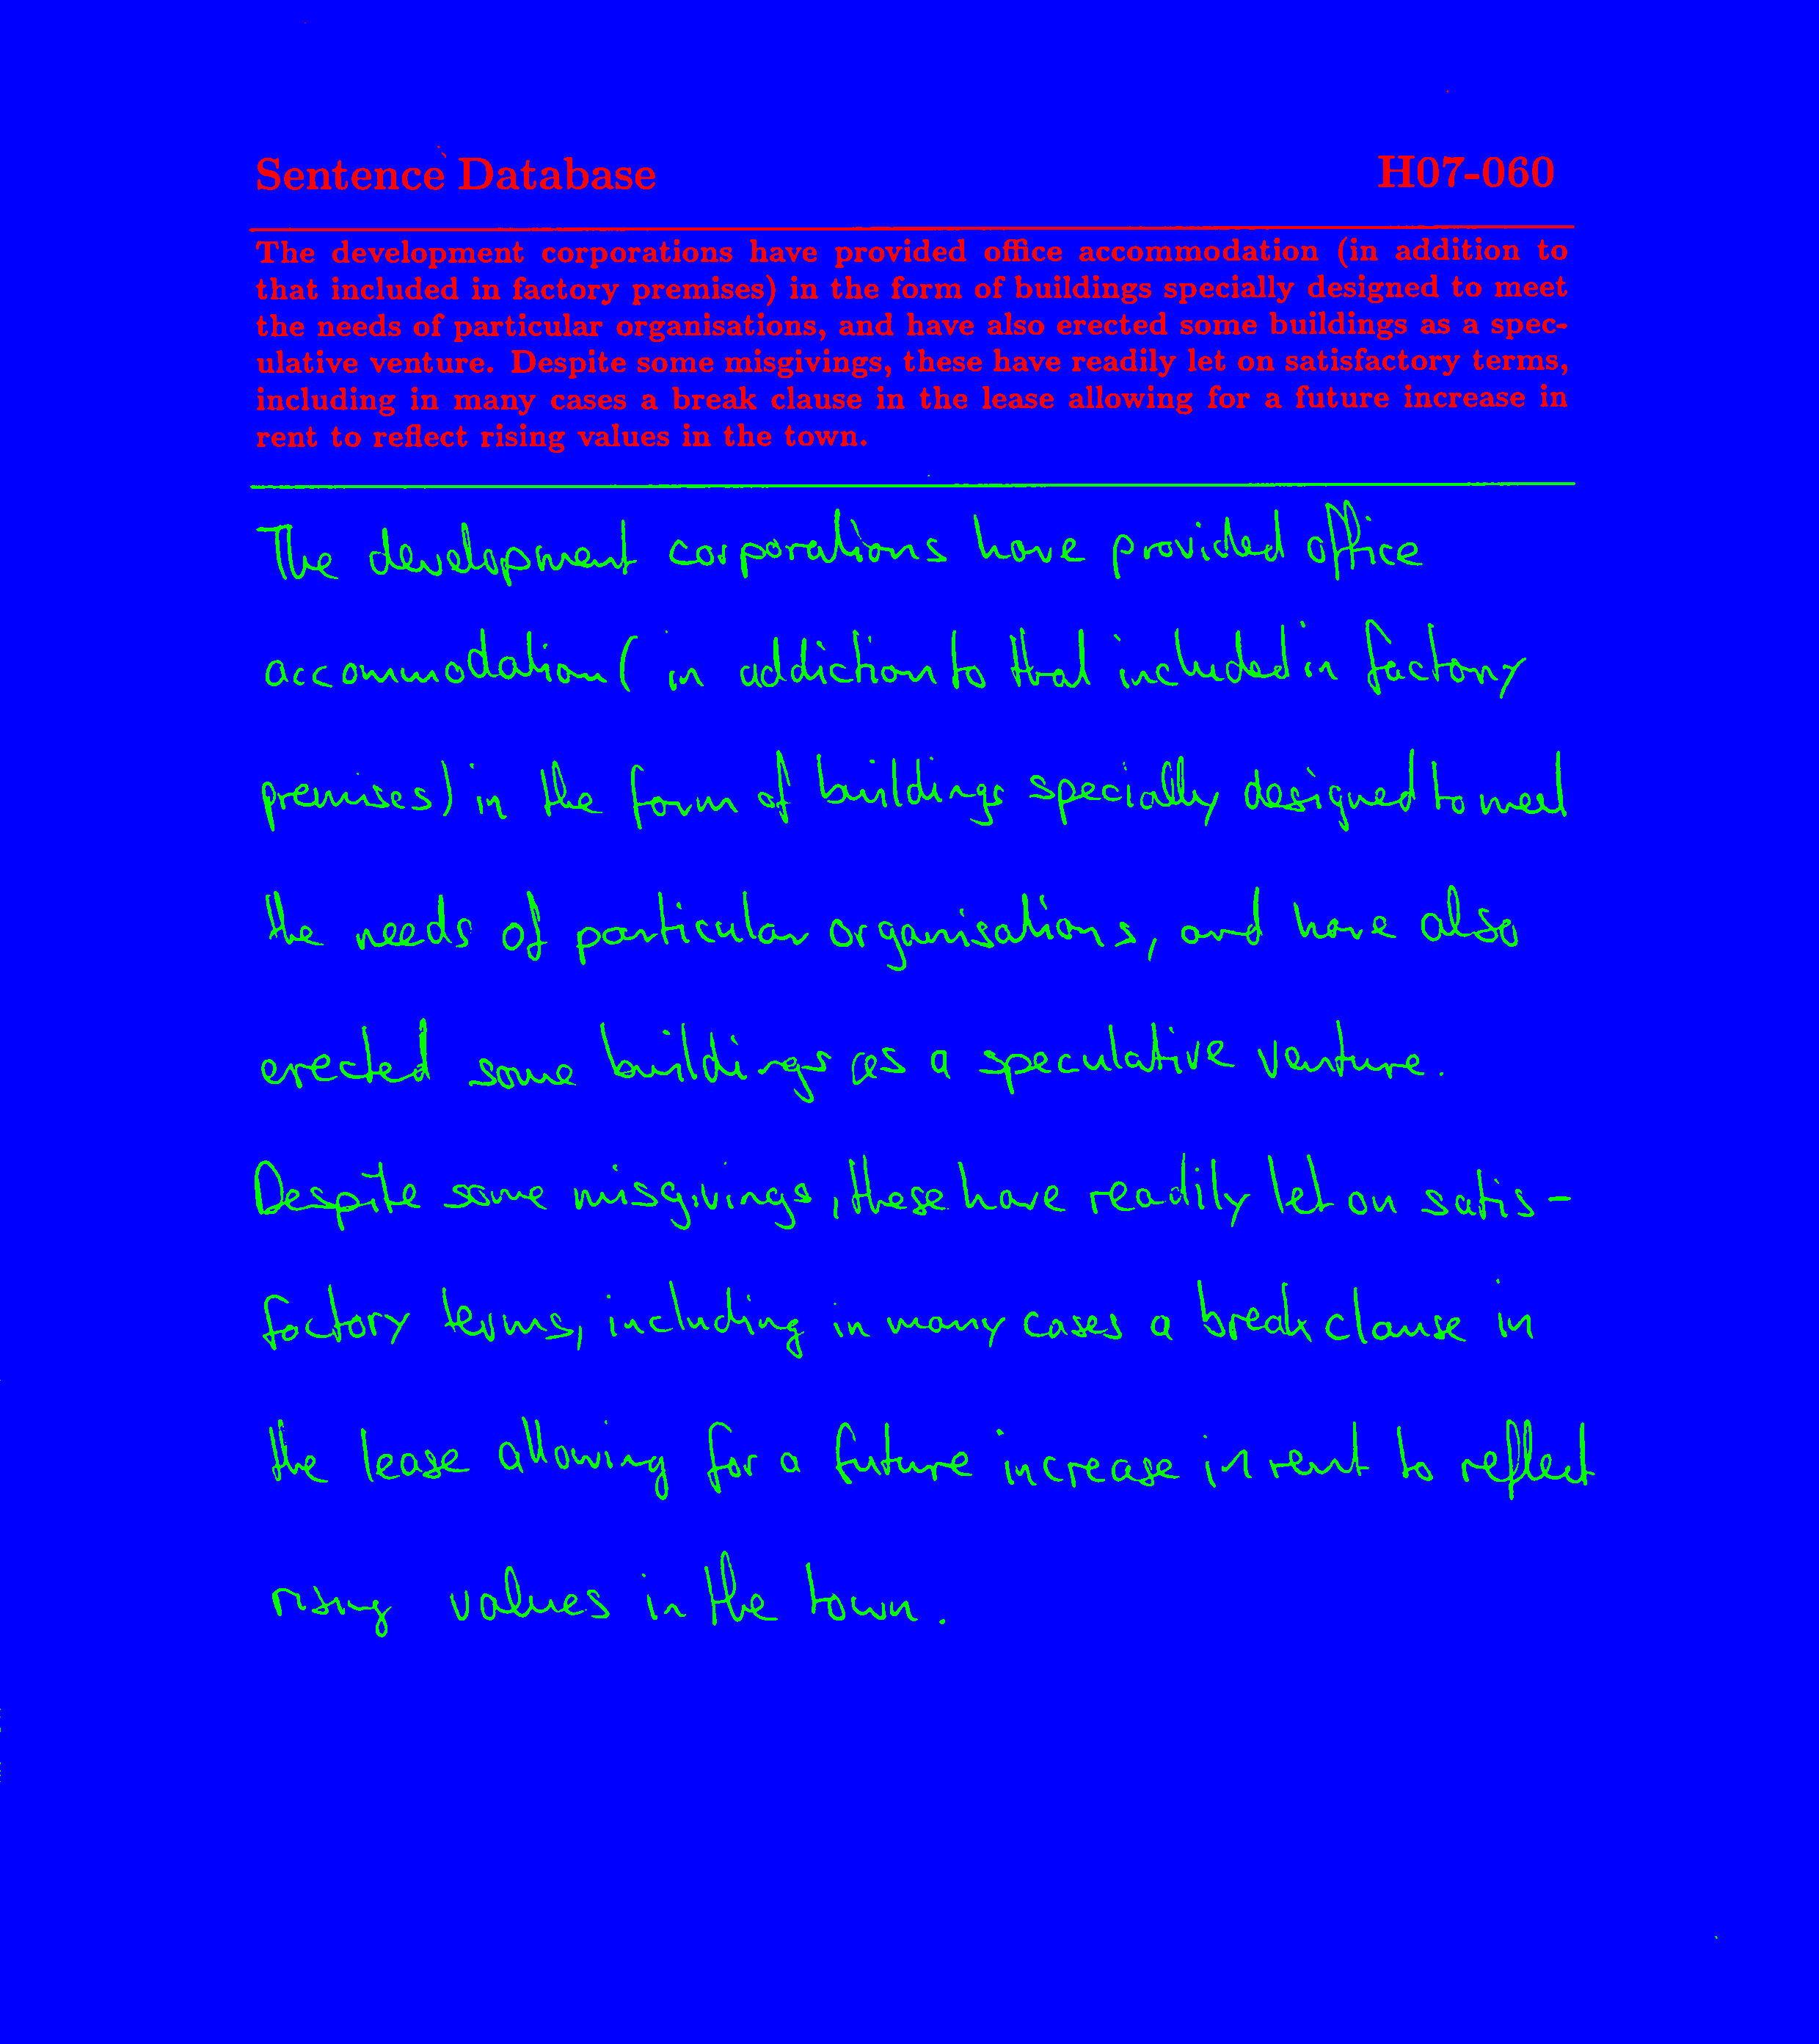 Sentence Database H07-060
The development corporations have provided office accommodation (in addition to
that included in factory premises) in the form of buildings specially designed to meet
the needs of particular organisations, and have also erected some buildings as a spec-
ulative venture. Despite some misgivings, these have readily let on satisfactory terms,
including in many cases a break clause in the lease allowing for a future increase in
rent to reflect rising values in the town.
The development corporations have provided office
accommodation ( in addiction to that included in factory
premises) in the form of buildings specially designed to meet
the needs of particular organisations, and have also
erected some buildings as a speculative venture.
Despite some misgivings, these have readily let on satis-
factory terms, including in many cases a break clause in
the lease allowing for a future increase in rent to reflect
rising values in the town.